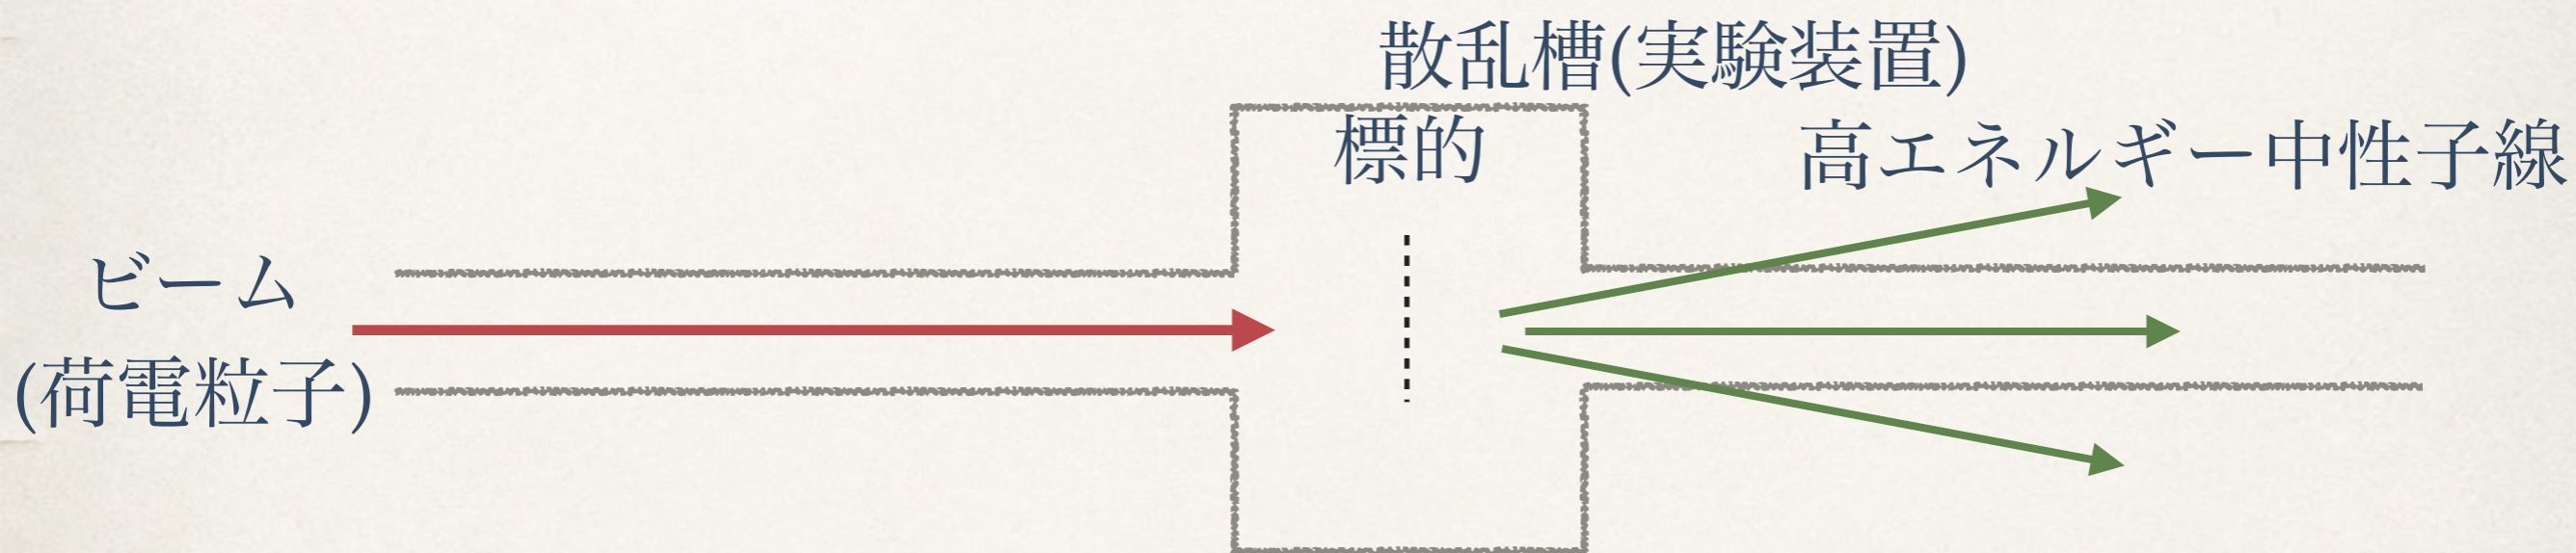 散乱槽(実験装置)
標的
高エネルギー中性子線
ビーム
(荷電粒子)